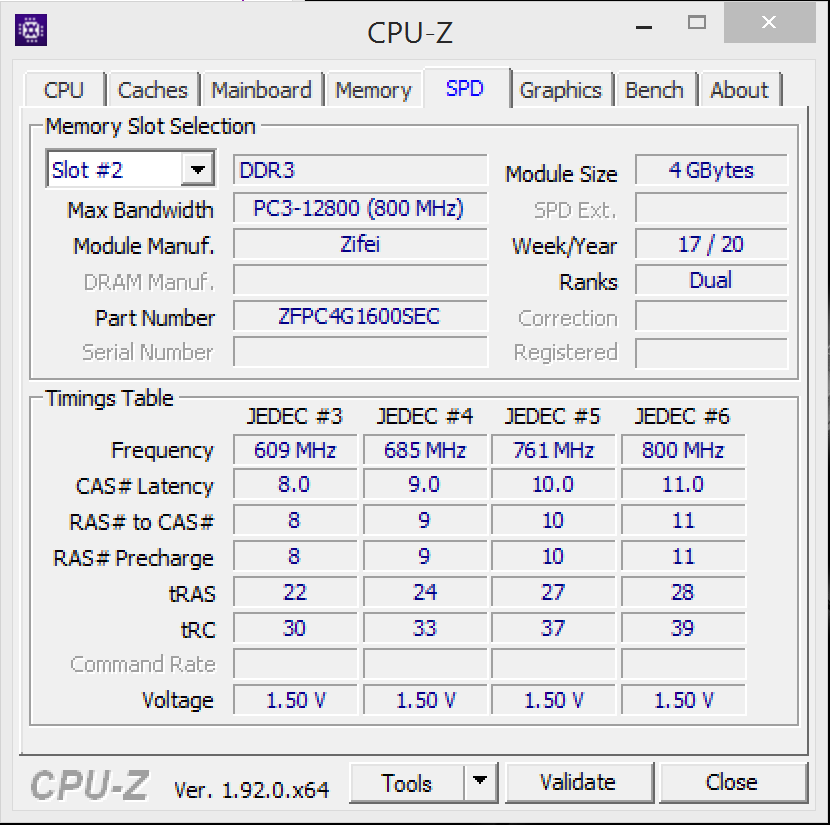 CPU-Z
CPU Caches Mainboard Memory SPD Graphics Bench About
Memory Slot Selection
Slot #2 DDR3 Module Size 4 GBytes
Max Bandwidth PC3-12800 (800 MHz) SPD Ext.
Module Manuf. Zifei Week/Year 17 / 20
DRAM Manuf. Ranks Dual
Part Number ZFPC4G1600SEC Correction
Serial Number Registered
Timings Table
JEDEC #3 JEDEC #4 JEDEC #5 JEDEC #6
Frequency 609 MHz 685 MHz 761 MHz 800 MHz
CAS# Latency 8.0 9.0 10.0 11.0
RAS# to CAS# 8 9 10 11
RAS# Precharge 8 9 10 11
tRAS 22 24 27 28
tRC 30 33 37 39
Command Rate
Voltage 1.50 V 1.50 V 1.50 V 1.50 V
CPU-Z Ver. 1.92.0.x64 Tools Validate Close